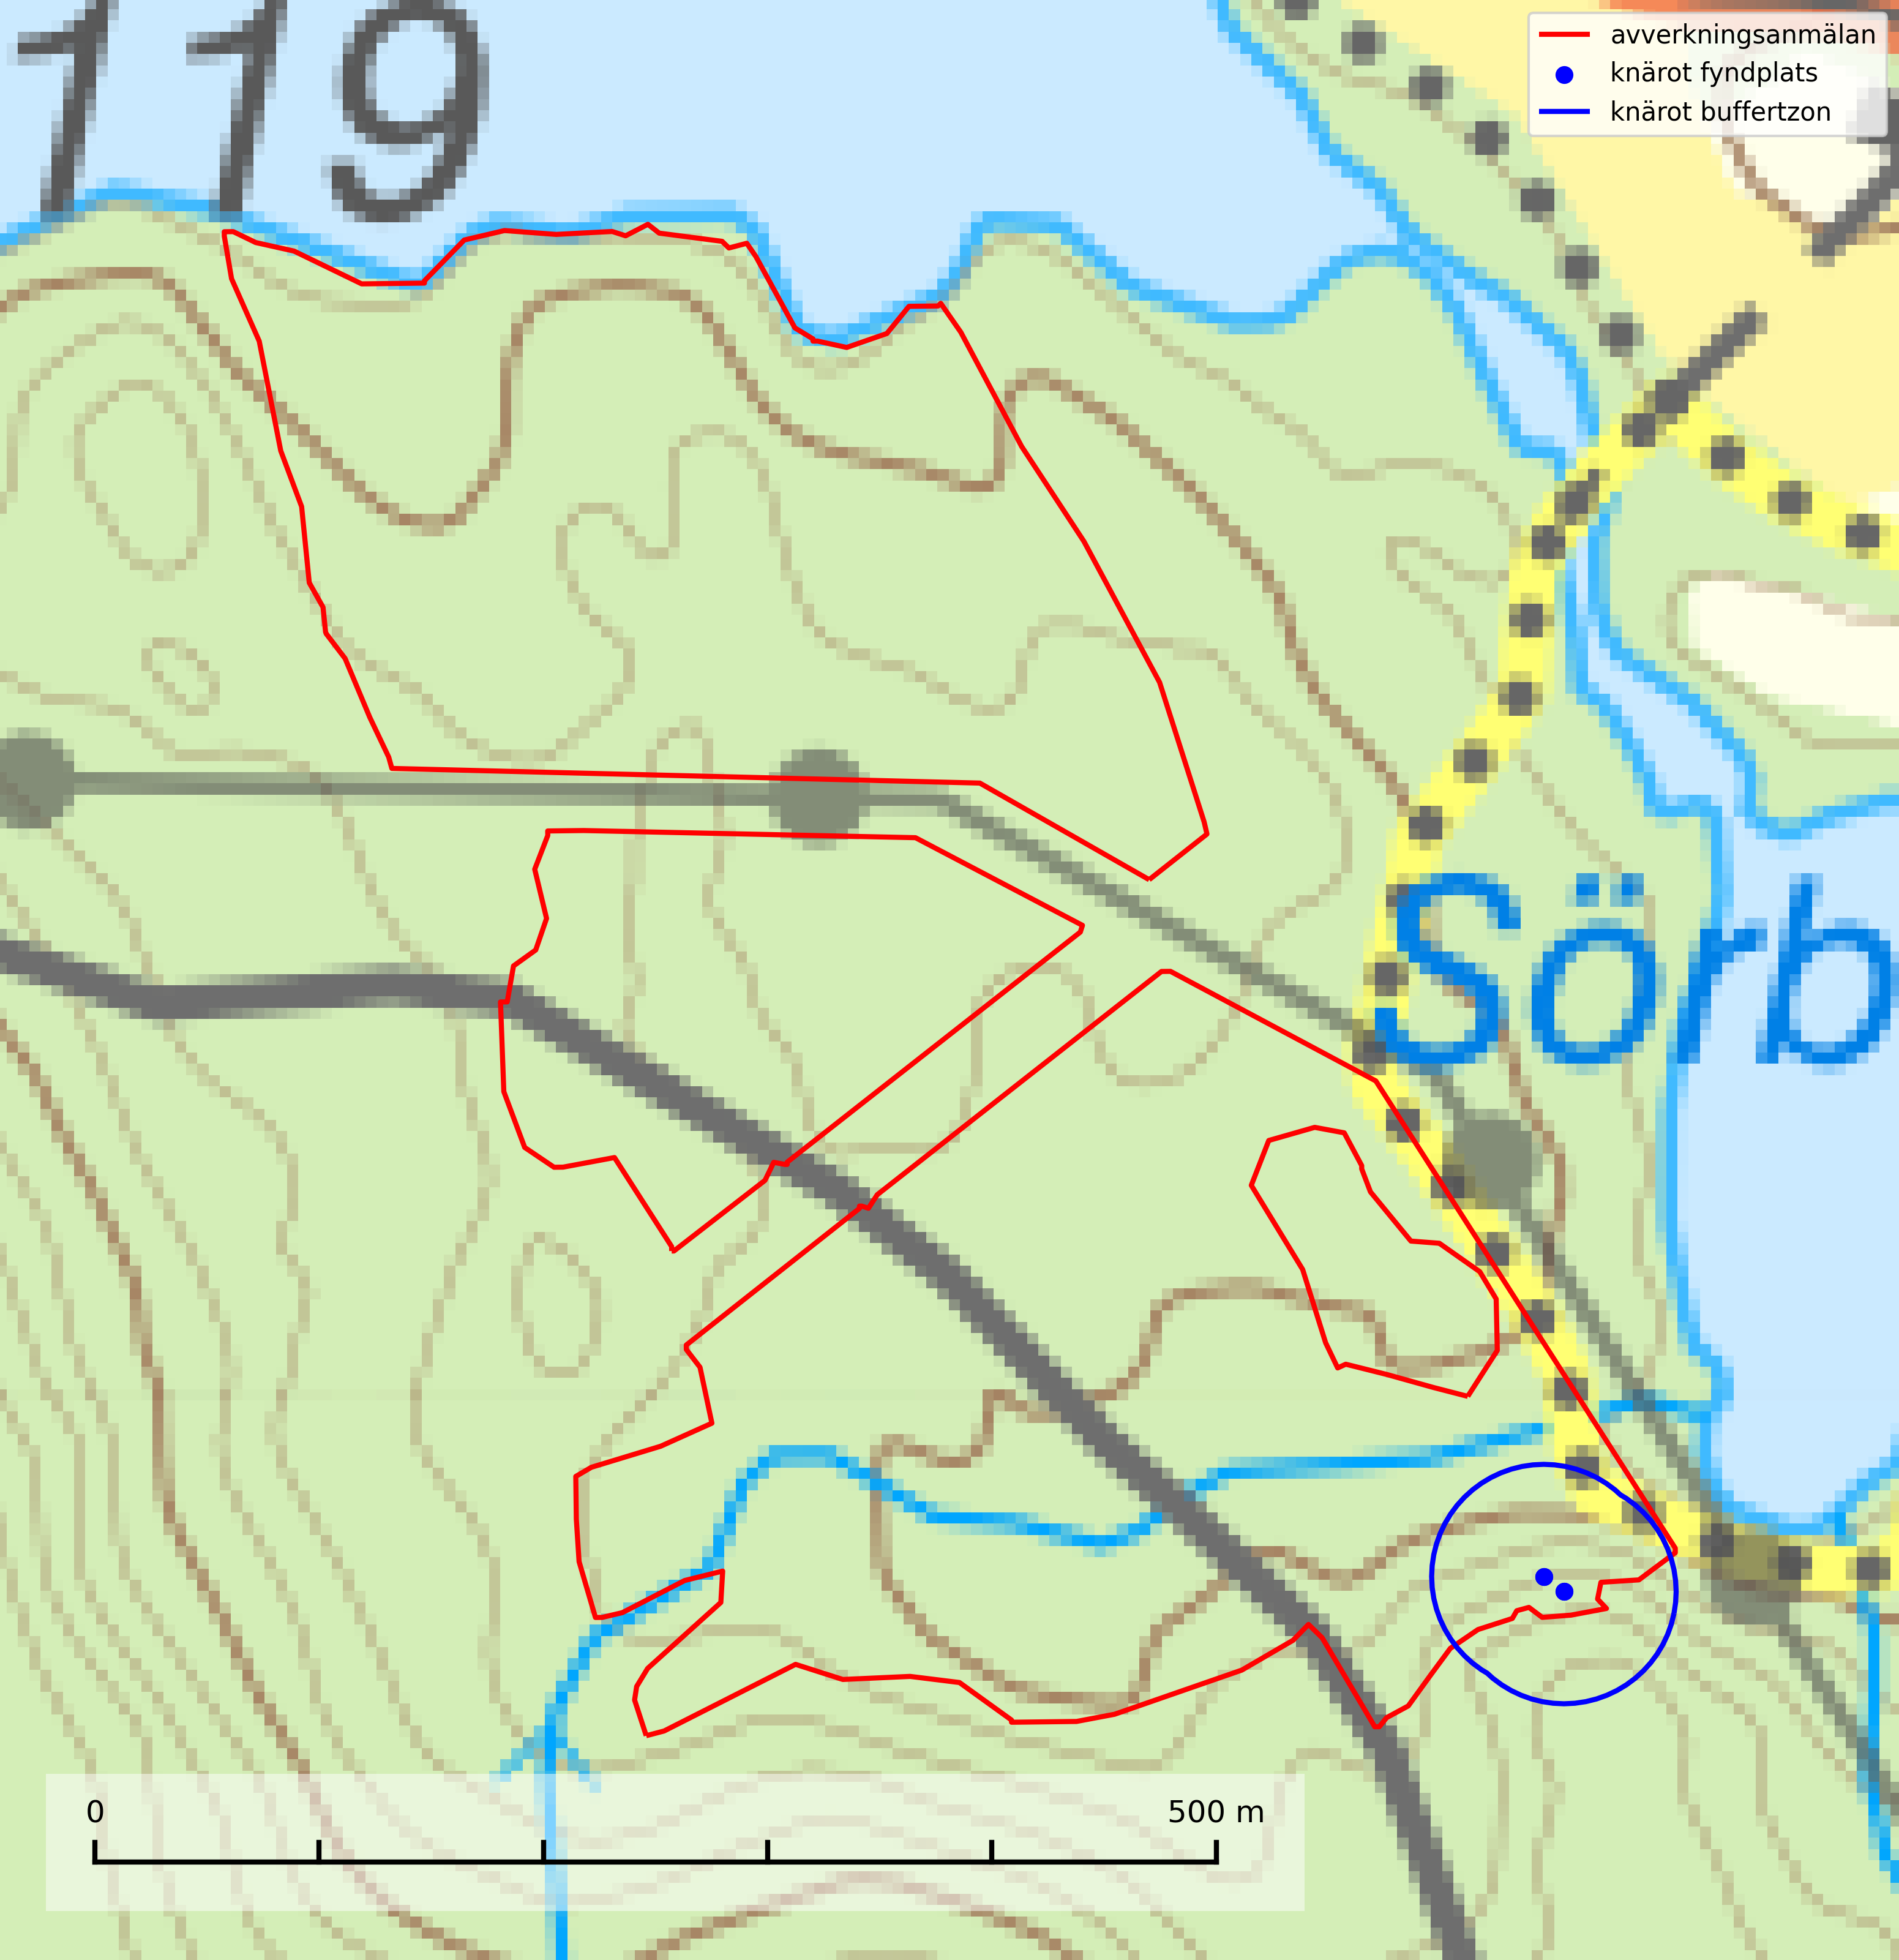 119
avverkningsanmälan
knärot fyndplats
knärot buffertzon
Sörb
0 500 m